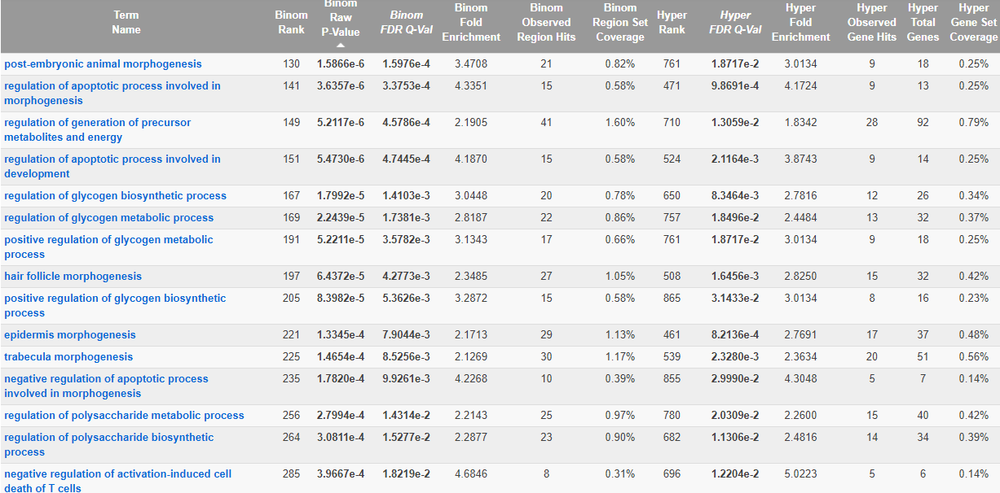 Term Name Binom Rank Binom Raw P-Value Binom FDR Q-Val Binom Fold Enrichment Binom Observed Region Hits Binom Region Set Coverage Hyper Rank Hyper FDR Q-Val Hyper Fold Enrichment Hyper Observed Gene Hits Hyper Total Genes Hyper Gene Set Coverage
post-embryonic animal morphogenesis 130 1.5866e-6 1.5976e-4 3.4708 21 0.82% 761 1.8717e-2 3.0134 9 18 0.25%
regulation of apoptotic process involved in 141 3.6357e-6 3.3753e-4 4.3351 15 0.58% 471 9.8691e-4 4.1724 9 13 0.25%
morphogenesis
regulation of generation of precursor 149 5.2117e-6 4.5786e-4 2.1905 41 1.60% 710 1.3059e-2 1.8342 28 92 0.79%
metabolites and energy
regulation of apoptotic process involved in 151 5.4730e-6 4.7445e-4 4.1870 15 0.58% 524 2.1164e-3 3.8743 9 14 0.25%
development
regulation of glycogen biosynthetic process 167 1.7992e-5 1.4103e-3 3.0448 20 0.78% 650 8.3464e-3 2.7816 12 26 0.34%
regulation of glycogen metabolic process 169 2.2439e-5 1.7381e-3 2.8187 22 0.86% 757 1.8496e-2 2.4484 13 32 0.37%
positive regulation of glycogen metabolic 191 5.2211e-5 3.5782e-3 3.1343 17 0.66% 761 1.8717e-2 3.0134 9 18 0.25%
process
hair follicle morphogenesis 197 6.4372e-5 4.2773e-3 2.3485 27 1.05% 508 1.6456e-3 2.8250 15 32 0.42%
positive regulation of glycogen biosynthetic 205 8.3982e-5 5.3626e-3 3.2872 15 0.58% 865 3.1433e-2 3.0134 8 16 0.23%
process
epidermis morphogenesis 221 1.3345e-4 7.9044e-3 2.1713 29 1.13% 461 8.2136e-4 2.7691 17 37 0.48%
trabecula morphogenesis 225 1.4654e-4 8.5256e-3 2.1269 30 1.17% 539 2.3280e-3 2.3634 20 51 0.56%
negative regulation of apoptotic process 235 1.7820e-4 9.9261e-3 4.2268 10 0.39% 855 2.9990e-2 4.3048 5 7 0.14%
involved in morphogenesis
regulation of polysaccharide metabolic process 256 2.7994e-4 1.4314e-2 2.2143 25 0.97% 780 2.0309e-2 2.2600 15 40 0.42%
regulation of polysaccharide biosynthetic 264 3.0811e-4 1.5277e-2 2.2877 23 0.90% 682 1.1306e-2 2.4816 14 34 0.39%
process
negative regulation of activation-induced cell 285 3.9667e-4 1.8219e-2 4.6846 8 0.31% 696 1.2204e-2 5.0223 5 6 0.14%
death of T cells